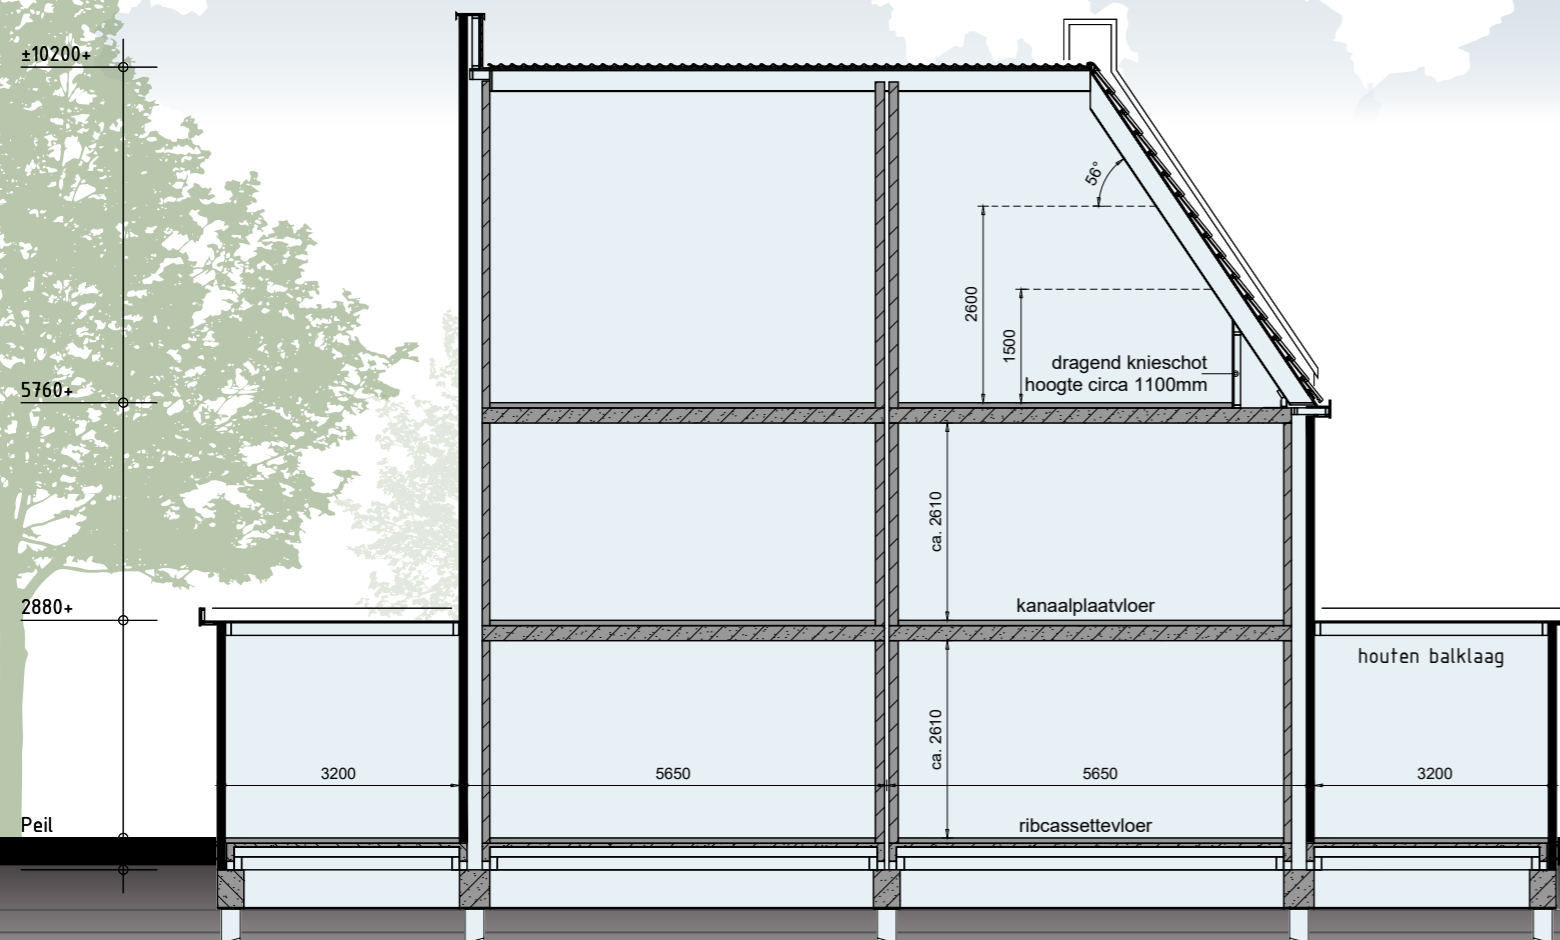 ±10200+
56°
2600
1500
dragend knieschot
hoogte circa 1100mm
5760+
ca. 2610
kanaalplaatvloer
2880+
houten balklaag
ca. 2610
3200
5650
5650
3200
Peil
ribcassettevloer